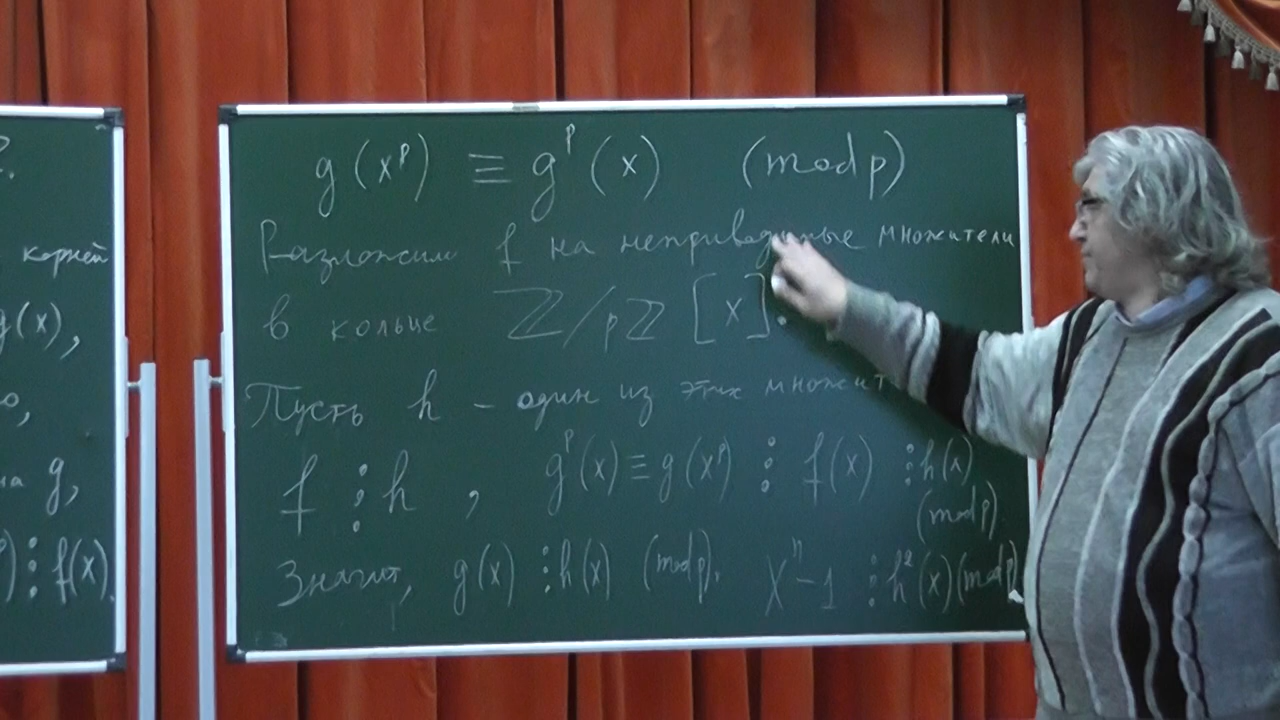 ?.
корней
g(x),
о,
на g,
) ⋮ f(x).
g(x^p) ≡ g^p(x) (mod p)
Разложим f на неприводимые множители
в кольце ℤ/pℤ [x].
Пусть h – один из этих множит
f ⋮ h , g^p(x) ≡ g(x^p) ⋮ f(x) ⋮ h(x)
(mod p).
Значит, g(x) ⋮ h(x) (mod p). x^n-1 ⋮ h^2(x) (mod p)